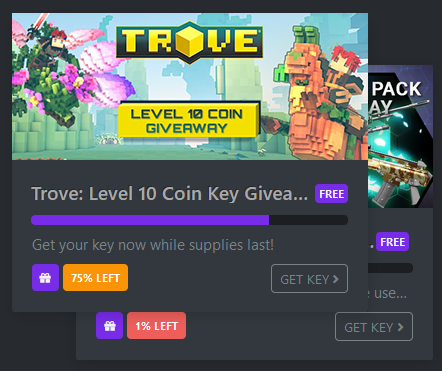 TROVE
LEVEL 10 COIN
GIVEAWAY
Trove: Level 10 Coin Key Givea... FREE
Get your key now while supplies last!
75% LEFT GET KEY
PACK
AY
... FREE
use...
1% LEFT GET KEY